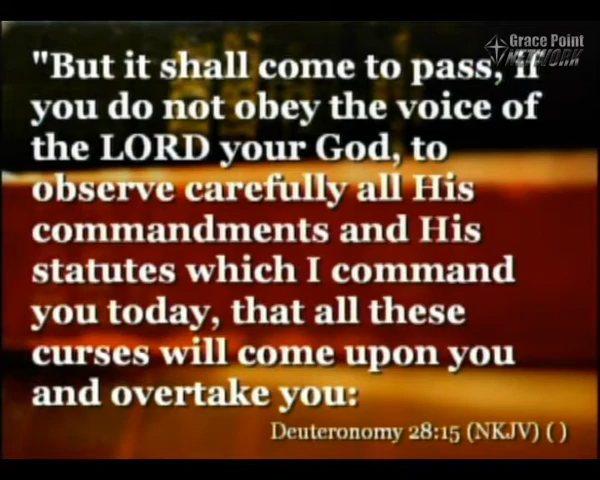 Grace Point
NETWORK
"But it shall come to pass, if
you do not obey the voice of
the LORD your God, to
observe carefully all His
commandments and His
statutes which I command
you today, that all these
curses will come upon you
and overtake you:
Deuteronomy 28:15 (NKJV) ( )